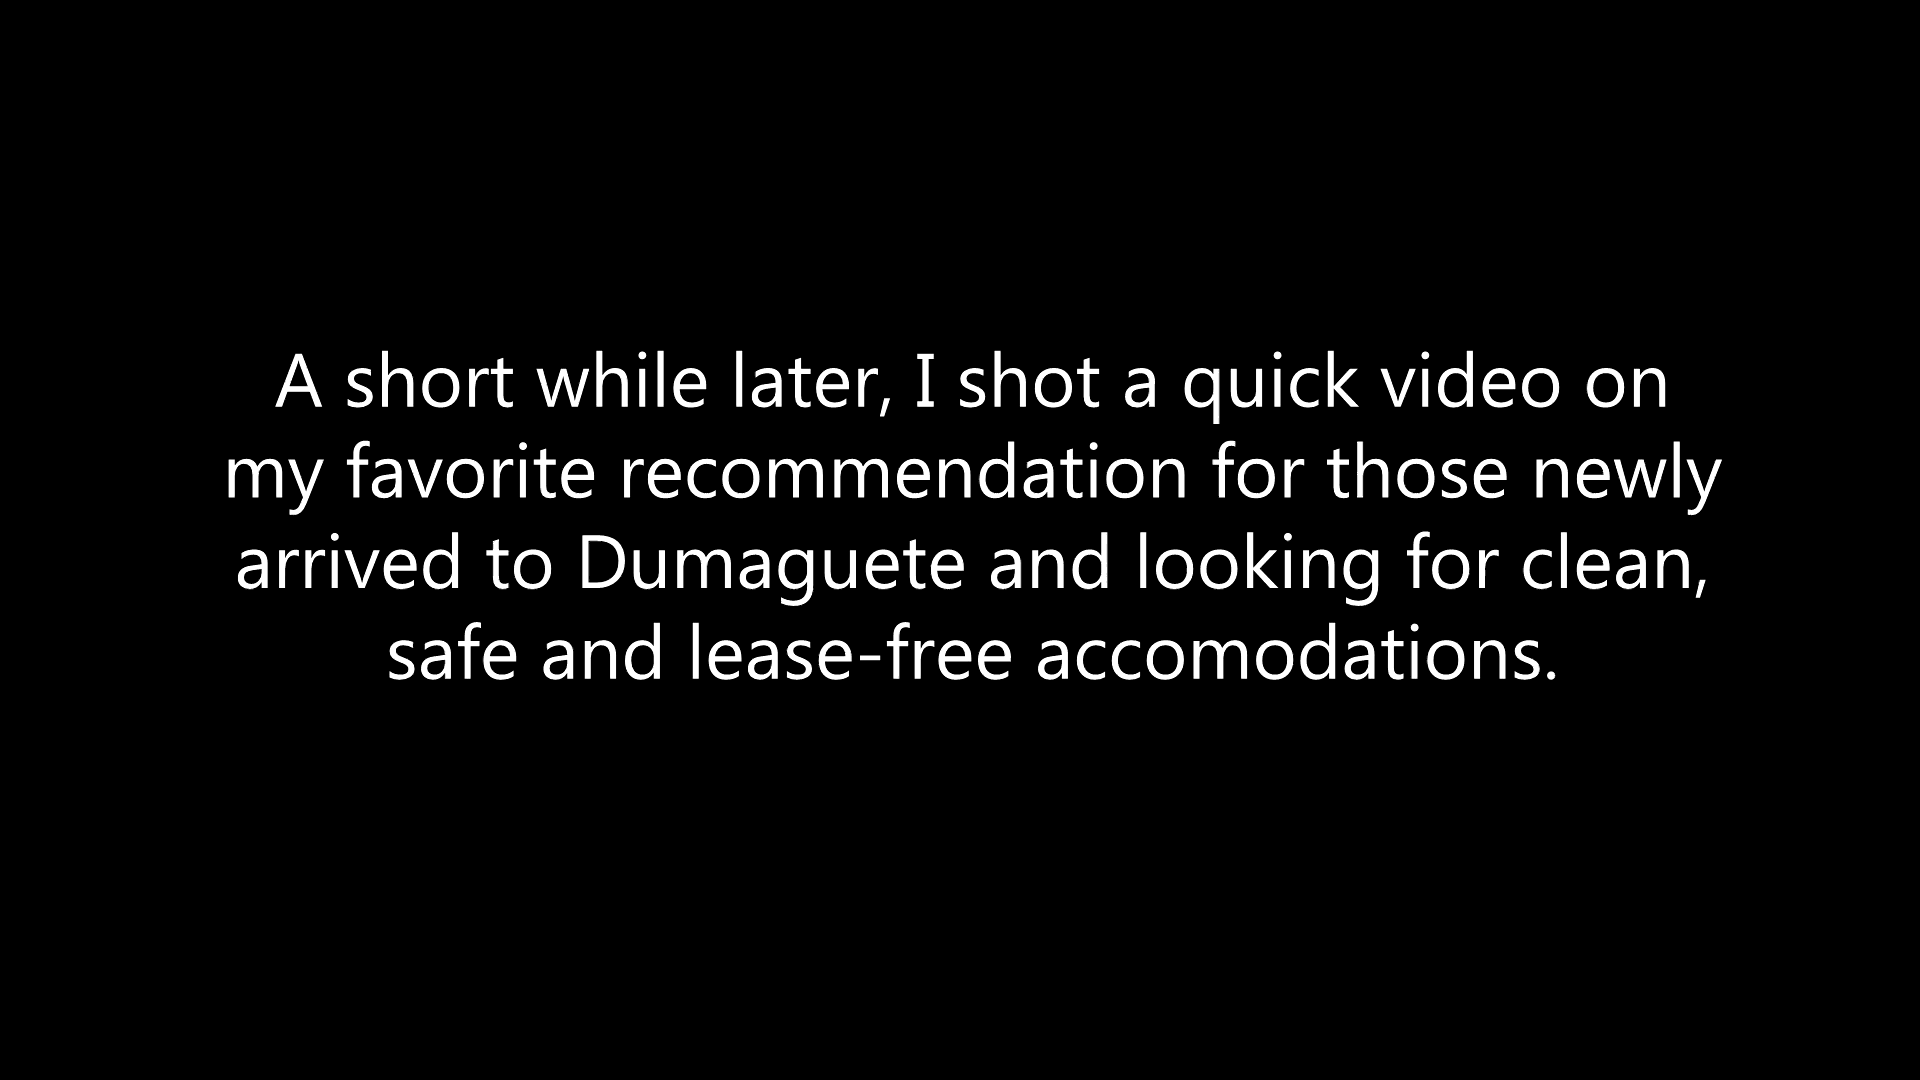 A short while later, I shot a quick video on
my favorite recommendation for those newly
arrived to Dumaguete and looking for clean,
safe and lease-free accomodations.